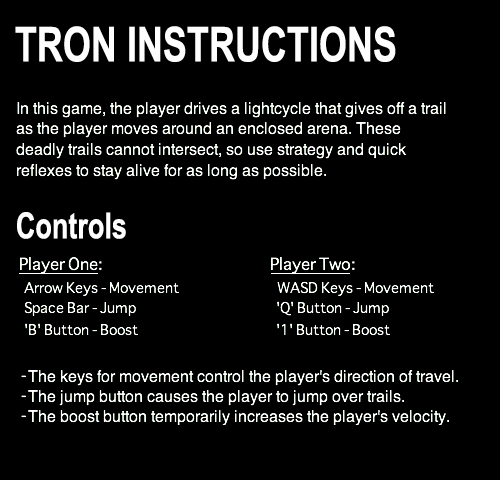 TRON INSTRUCTIONS
In this game, the player drives a lightcycle that gives off a trail
as the player moves around an enclosed arena. These
deadly trails cannot intersect, so use strategy and quick
reflexes to stay alive for as long as possible.
Controls
Player One:
Arrow Keys - Movement
Space Bar - Jump
'B' Button - Boost
Player Two:
WASD Keys - Movement
'Q' Button - Jump
'1' Button - Boost
-The keys for movement control the player's direction of travel.
-The jump button causes the player to jump over trails.
-The boost button temporarily increases the player's velocity.